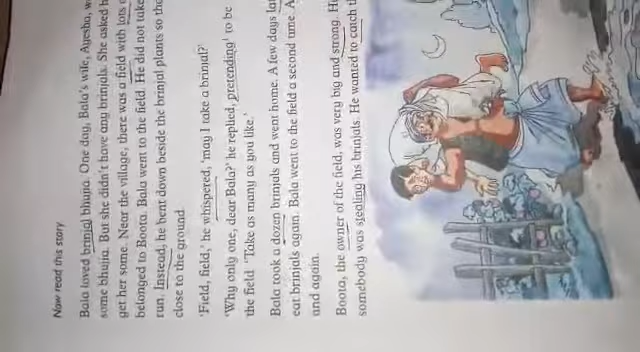 Now read this story
Bala loved brinjal bhujia. One day, Bala's wife, Ayesha,
some bhujia. But she didn't have any brinjals. She asked
get her some. Near the village, there was a field with lots
belonged to Boota. Bala went to the field. He did not take
run. Instead, he bent down beside the brinjal plants so
close to the ground.
'Field, field,' he whispered, 'may I take a brinjal?'
'Why only one, dear Bala?' he replied, pretending to be
the field. 'Take as many as you like.'
Bala took a dozen brinjals and went home. A few days
eat brinjals again. Bala went to the field a second time.
and again.
Boota, the owner of the field, was very big and strong.
somebody was stealing his brinjals. He wanted to catch